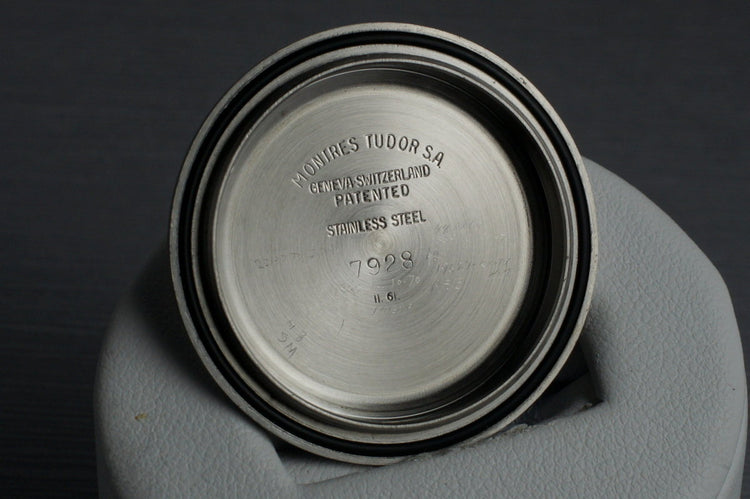 MONTRES TUDOR S.A.
GENEVA-SWITZERLAND
PATENTED
STAINLESS STEEL
7928
II. 61.